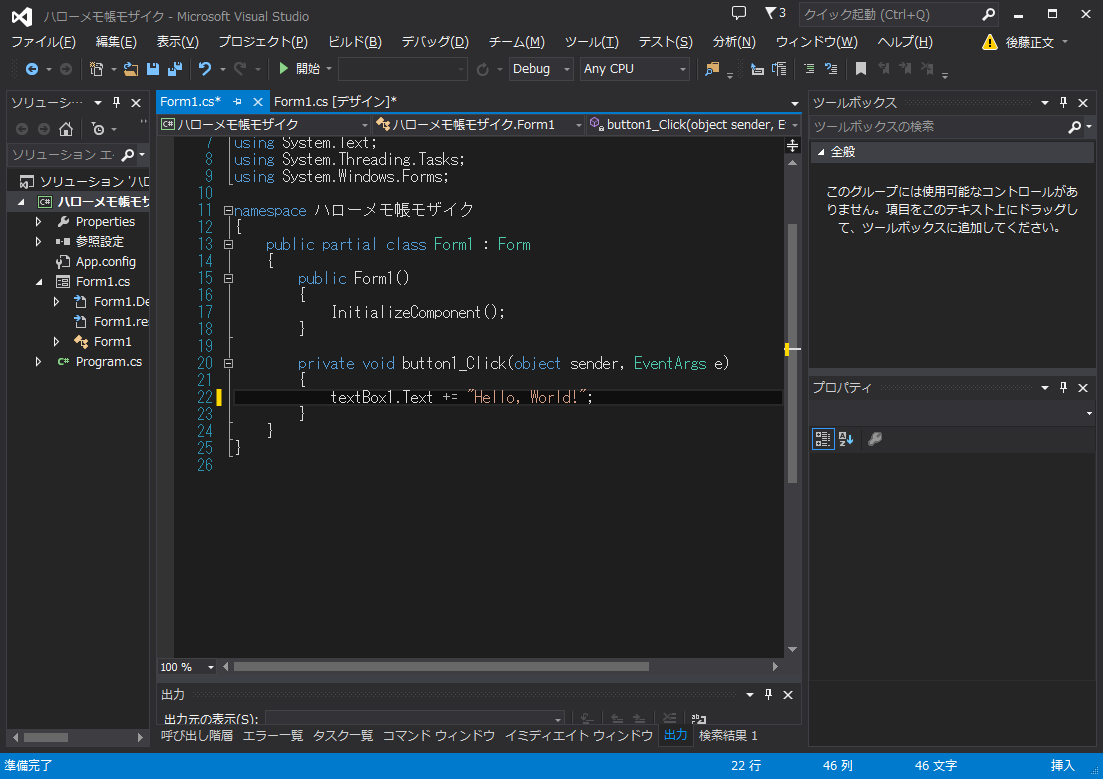 ハローメモ帳モザイク - Microsoft Visual Studio
3
クイック起動 (Ctrl+Q)
ファイル(F) 編集(E) 表示(V) プロジェクト(P) ビルド(B) デバッグ(D) チーム(M) ツール(T) テスト(S) 分析(N) ウィンドウ(W) ヘルプ(H) 後藤正文
開始 Debug Any CPU
ソリューシ…
ソリューション エ
ソリューション 'ハロ
ハローメモ帳モザ
Properties
参照設定
App.config
Form1.cs
Form1.De
Form1.re
Form1
Program.cs
Form1.cs* Form1.cs [デザイン]*
ハローメモ帳モザイク ハローメモ帳モザイク.Form1 button1_Click(object sender, E
7 using System.Text;
8 using System.Threading.Tasks;
9 using System.Windows.Forms;
10
11 namespace ハローメモ帳モザイク
12 {
13 public partial class Form1 : Form
14 {
15 public Form1()
16 {
17 InitializeComponent();
18 }
19
20 private void button1_Click(object sender, EventArgs e)
21 {
22 textBox1.Text += "Hello, World!";
23 }
24 }
25 }
26
100 %
出力
出力元の表示(S):
呼び出し階層 エラー一覧 タスク一覧 コマンド ウィンドウ イミディエイト ウィンドウ 出力 検索結果 1
ツールボックス
ツールボックスの検索
全般
このグループには使用可能なコントロールがあ
りません。項目をこのテキスト上にドラッグし
て、ツールボックスに追加してください。
プロパティ
準備完了 22 行 46 列 46 文字 挿入